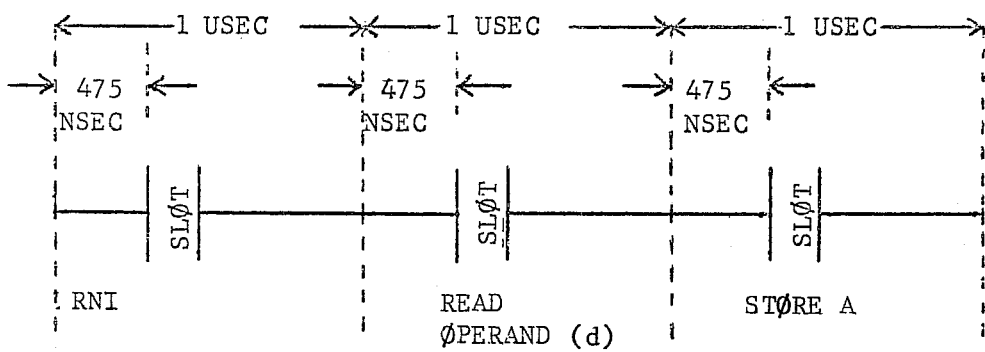 1 USEC 1 USEC 1 USEC
475 475 475
NSEC NSEC NSEC
SLØT SLØT SLØT
RNI READ STØRE A
ØPERAND (d)